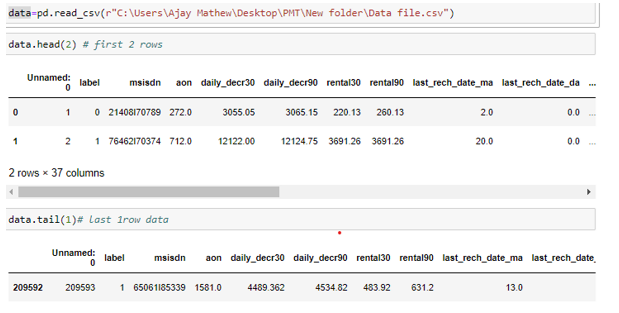 data=pd.read_csv(r"C:\Users\Ajay Mathew\Desktop\PMT\New folder\Data file.csv")
data.head(2) # first 2 rows
Unnamed: 0 label msisdn aon daily_decr30 daily_decr90 rental30 rental90 last_rech_date_ma last_rech_date_da ...
0 1 0 21408I70789 272.0 3055.05 3065.15 220.13 260.13 2.0 0.0 ...
1 2 1 76462I70374 712.0 12122.00 12124.75 3691.26 3691.26 20.0 0.0 ...
2 rows × 37 columns
data.tail(1)# last 1row data
Unnamed: 0 label msisdn aon daily_decr30 daily_decr90 rental30 rental90 last_rech_date_ma last_rech_date_
209592 209593 1 65061I85339 1581.0 4489.362 4534.82 483.92 631.2 13.0